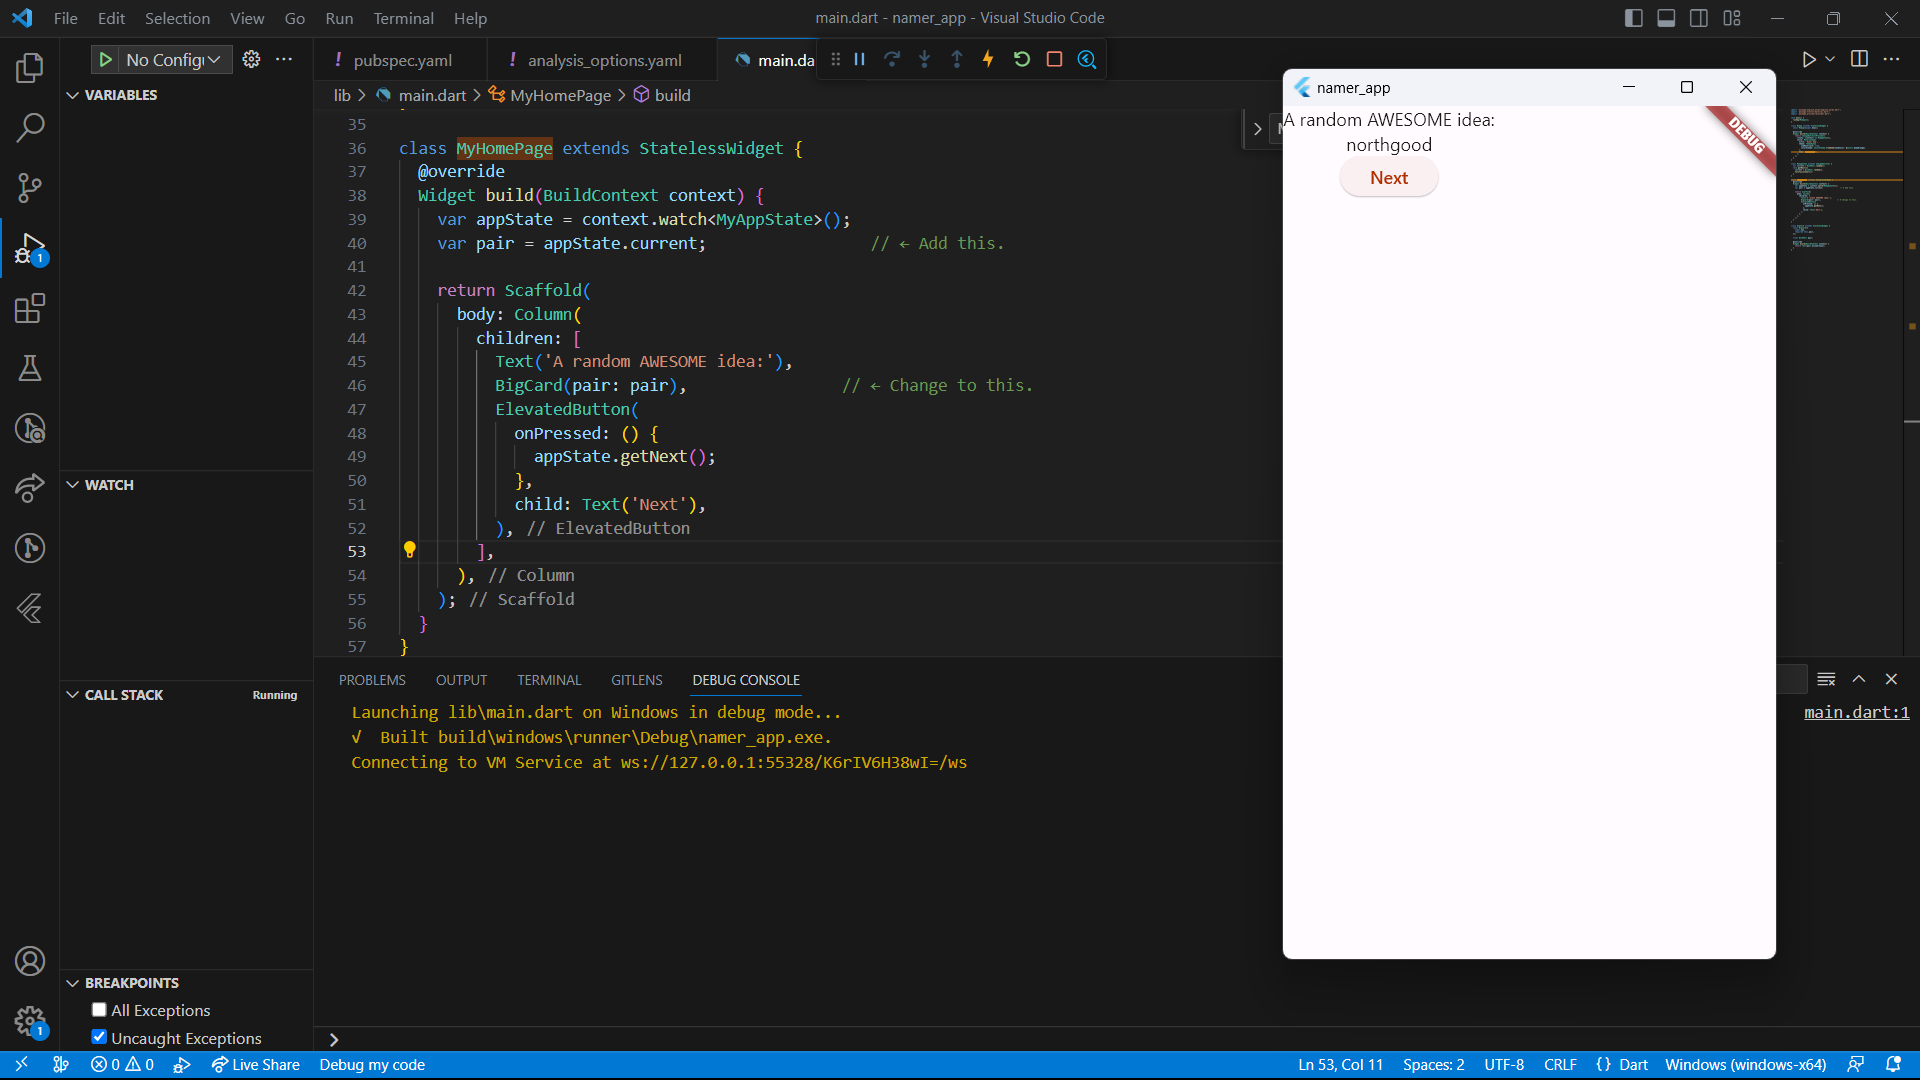 File Edit Selection View Go Run Terminal Help
main.dart - namer_app - Visual Studio Code
No Config
! pubspec.yaml
! analysis_options.yaml
main.da
lib > main.dart > MyHomePage > build
VARIABLES
WATCH
CALL STACK
Running
BREAKPOINTS
All Exceptions
Uncaught Exceptions
1
1
35
36 class MyHomePage extends StatelessWidget {
37 @override
38 Widget build(BuildContext context) {
39 var appState = context.watch<MyAppState>();
40 var pair = appState.current; // ← Add this.
41
42 return Scaffold(
43 body: Column(
44 children: [
45 Text('A random AWESOME idea:'),
46 BigCard(pair: pair), // ← Change to this.
47 ElevatedButton(
48 onPressed: () {
49 appState.getNext();
50 },
51 child: Text('Next'),
52 ), // ElevatedButton
53 ],
54 ), // Column
55 ); // Scaffold
56 }
57 }
PROBLEMS OUTPUT TERMINAL GITLENS DEBUG CONSOLE
Launching lib\main.dart on Windows in debug mode...
√ Built build\windows\runner\Debug\namer_app.exe.
Connecting to VM Service at ws://127.0.0.1:55328/K6rIV6H38wI=/ws
main.dart:1
>
namer_app
A random AWESOME idea:
northgood
Next
DEBUG
0 0 Live Share Debug my code
Ln 53, Col 11 Spaces: 2 UTF-8 CRLF {} Dart Windows (windows-x64)